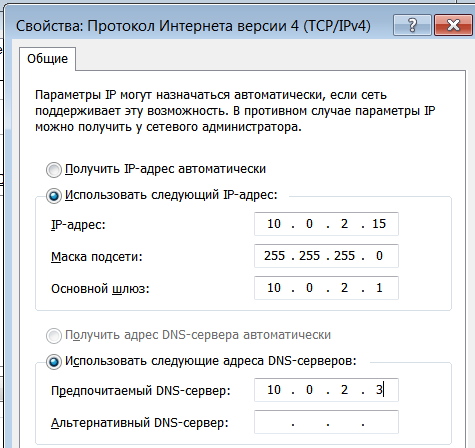 Свойства: Протокол Интернета версии 4 (TCP/IPv4)
Общие
Параметры IP могут назначаться автоматически, если сеть
поддерживает эту возможность. В противном случае параметры IP
можно получить у сетевого администратора.
Получить IP-адрес автоматически
Использовать следующий IP-адрес:
IP-адрес: 10 . 0 . 2 . 15
Маска подсети: 255 . 255 . 255 . 0
Основной шлюз: 10 . 0 . 2 . 1
Получить адрес DNS-сервера автоматически
Использовать следующие адреса DNS-серверов:
Предпочитаемый DNS-сервер: 10 . 0 . 2 . 3
Альтернативный DNS-сервер: . . .